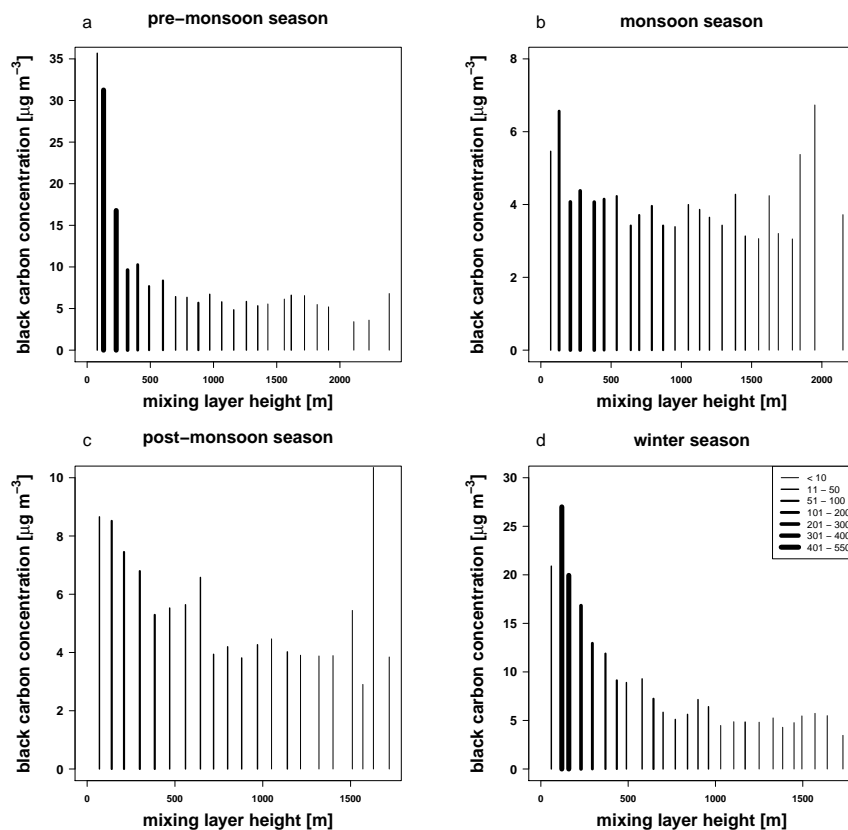 a pre−monsoon season
black carbon concentration [μg m−3]
0 5 10 15 20 25 30 35
0 500 1000 1500 2000
mixing layer height [m]
b monsoon season
black carbon concentration [μg m−3]
0 2 4 6 8
0 500 1000 1500 2000
mixing layer height [m]
c post−monsoon season
black carbon concentration [μg m−3]
0 2 4 6 8 10
0 500 1000 1500
mixing layer height [m]
d winter season
black carbon concentration [μg m−3]
0 5 10 15 20 25 30
0 500 1000 1500
mixing layer height [m]
< 10
11 − 50
51 − 100
101 − 200
201 − 300
301 − 400
401 − 550